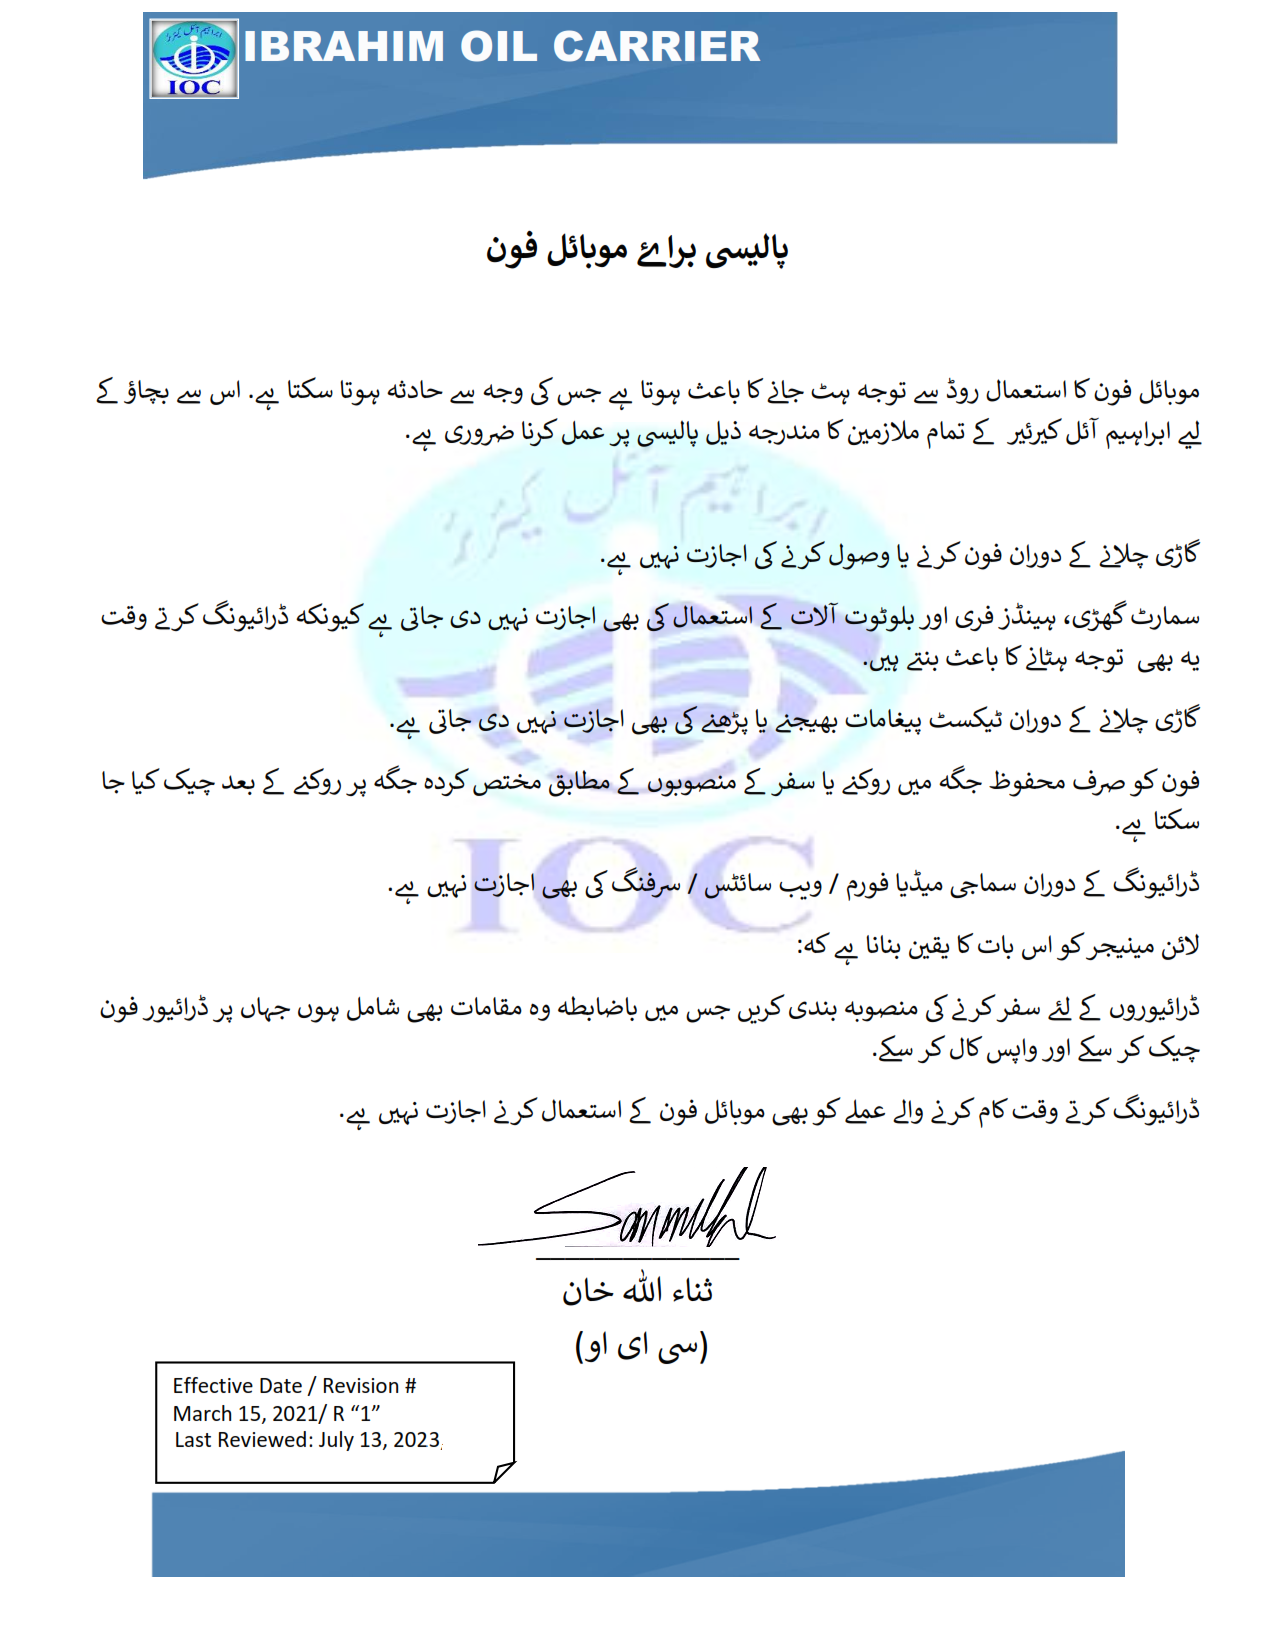 IBRAHIM OIL CARRIER
ابراہیم آئل کیرئر
IOC
پالیسی براۓ موبائل فون
موبائل فون کا استعمال روڈ سے توجہ ہٹ جانے کا باعث ہوتا ہے جس کی وجہ سے حادثہ ہوتا سکتا ہے. اس سے بچاؤ کے
لیے ابراہیم آئل کیرئیر کے تمام ملازمین کا مندرجہ ذیل پالیسی پر عمل کرنا ضروری ہے.
گاڑی چلانے کے دوران فون کرنے یا وصول کرنے کی اجازت نہیں ہے.
سمارٹ گھڑی، ہینڈز فری اور بلوٹوت آلات کے استعمال کی بھی اجازت نہیں دی جاتی ہے کیونکہ ڈرائیونگ کرتے وقت
یہ بھی توجہ ہٹانے کا باعث بنتے ہیں.
گاڑی چلانے کے دوران ٹیکسٹ پیغامات بھیجنے یا پڑھنے کی بھی اجازت نہیں دی جاتی ہے.
فون کو صرف محفوظ جگہ میں روکنے یا سفر کے منصوبوں کے مطابق مختص کردہ جگہ پر روکنے کے بعد چیک کیا جا
سکتا ہے.
ڈرائیونگ کے دوران سماجی میڈیا فورم / ویب سائٹس / سرفنگ کی بھی اجازت نہیں ہے.
لائن مینیجر کو اس بات کا یقین بنانا ہے کہ:
ڈرائیوروں کے لئے سفر کرنے کی منصوبہ بندی کریں جس میں باضابطہ وہ مقامات بھی شامل ہوں جہاں پر ڈرائیور فون
چیک کر سکے اور واپس کال کر سکے.
ڈرائیونگ کرتے وقت کام کرنے والے عملے کو بھی موبائل فون کے استعمال کرنے اجازت نہیں ہے.
ثناء اللہ خان
(سی ای او)
Effective Date / Revision #
March 15, 2021/ R “1”
Last Reviewed: July 13, 2023
ابراہیم آئل کیرئر
IOC